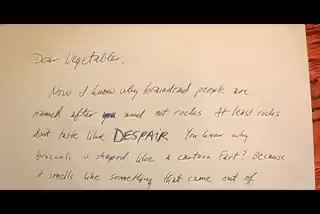 Dear Vegetables,
Now I know why braindead people are
named after you and not rocks. At least rocks
dont taste like DESPAIR You know why
broccoli is shaped like a cartoon fart? Because
it smells like something that came out of